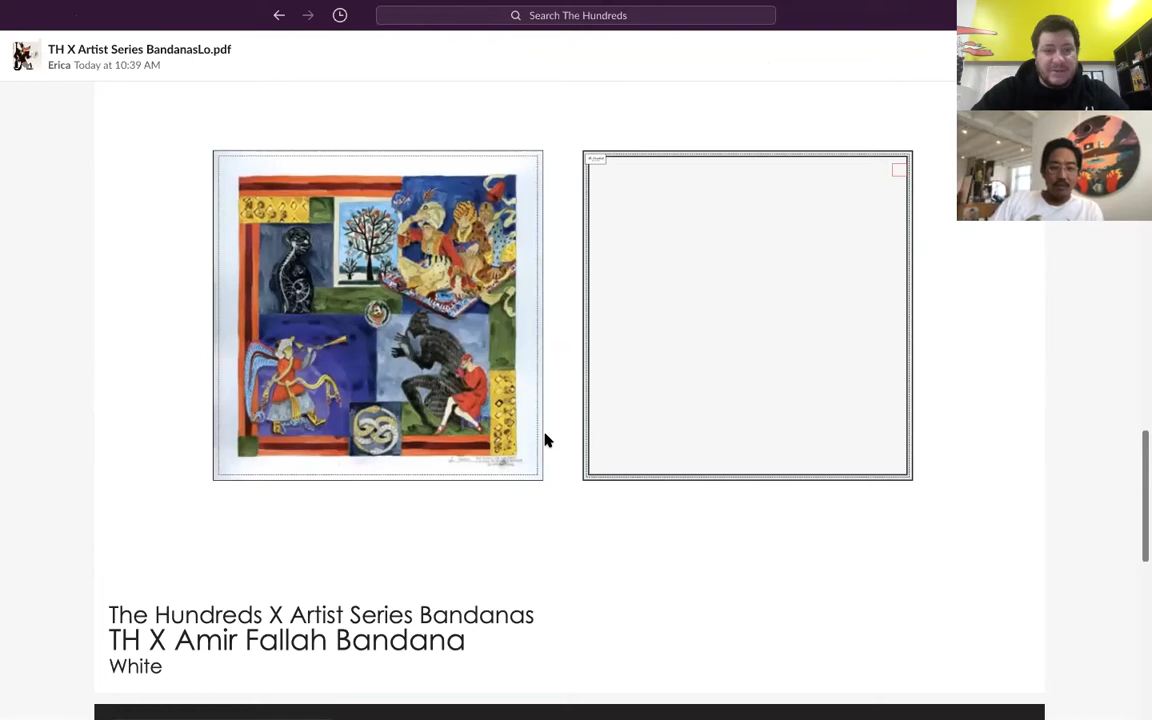 Search The Hundreds
TH X Artist Series BandanasLo.pdf
Erica Today at 10:39 AM
The Hundreds X Artist Series Bandanas
TH X Amir Fallah Bandana
White